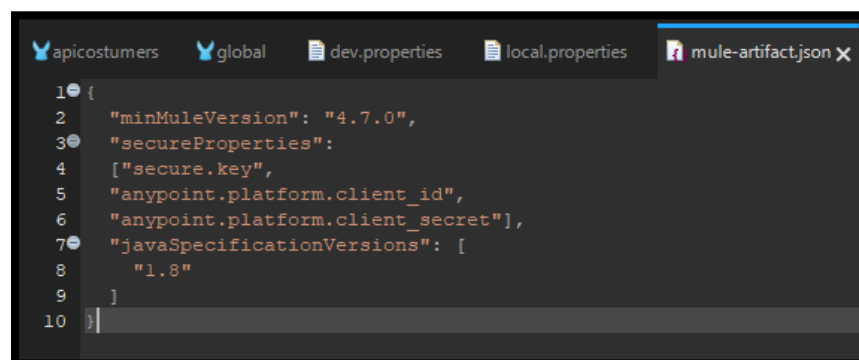 apicostumers global dev.properties local.properties mule-artifact.json
1 {
2 "minMuleVersion": "4.7.0",
3 "secureProperties":
4 ["secure.key",
5 "anypoint.platform.client_id",
6 "anypoint.platform.client_secret"],
7 "javaSpecificationVersions": [
8 "1.8"
9 ]
10 }